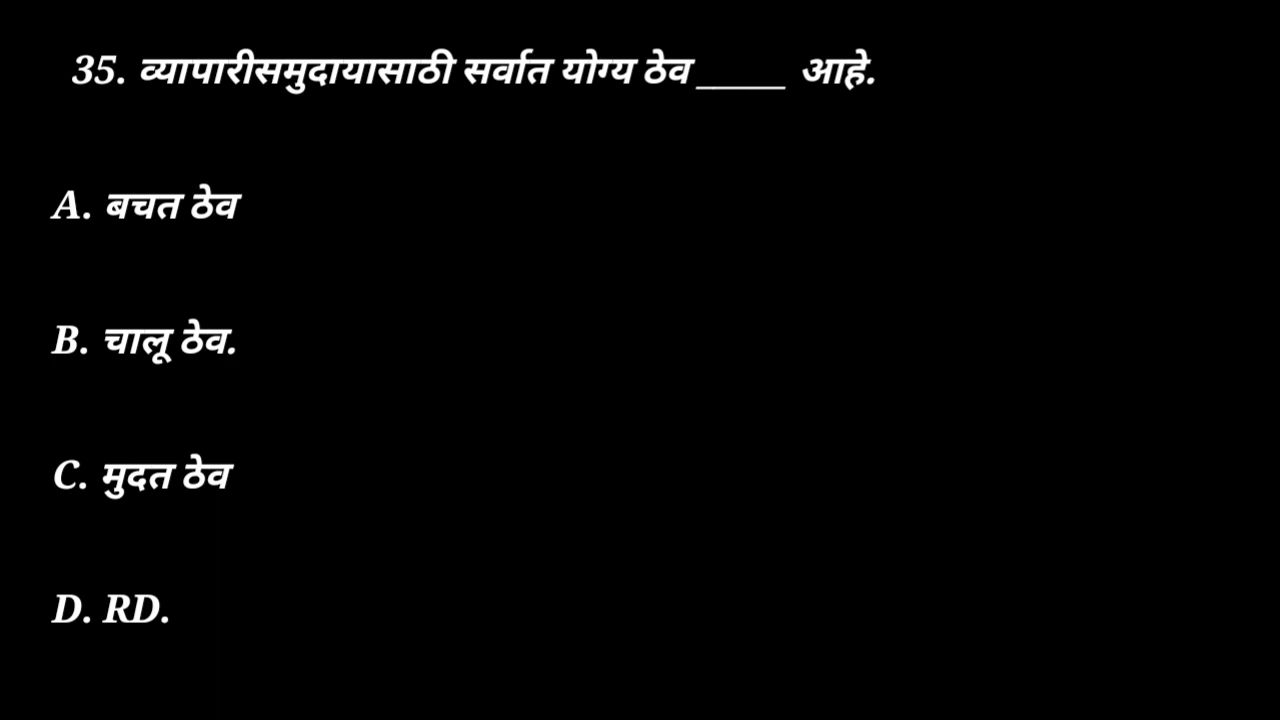 35. व्यापारीसमुदायासाठी सर्वात योग्य ठेव _____ आहे.
A. बचत ठेव
B. चालू ठेव.
C. मुदत ठेव
D. RD.